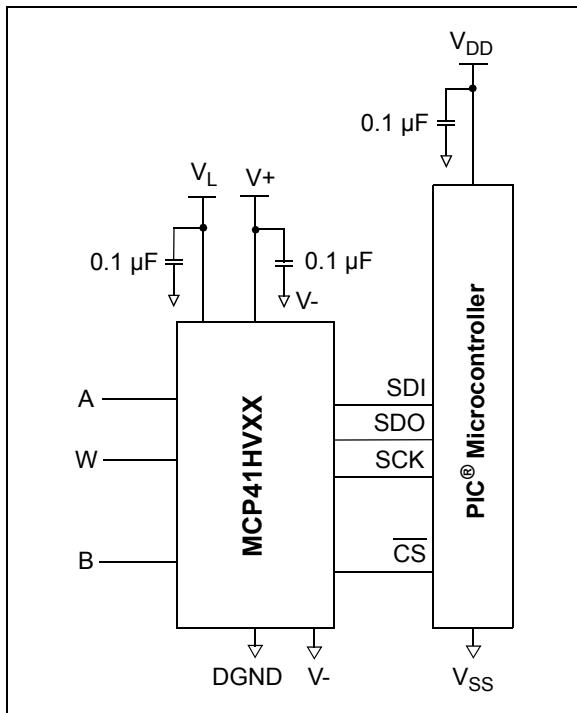 VDD
0.1 µF
VL
V+
0.1 µF
0.1 µF
V-
A
W
B
MCP41HVXX
SDI
SDO
SCK
CS
PIC® Microcontroller
DGND
V-
VSS